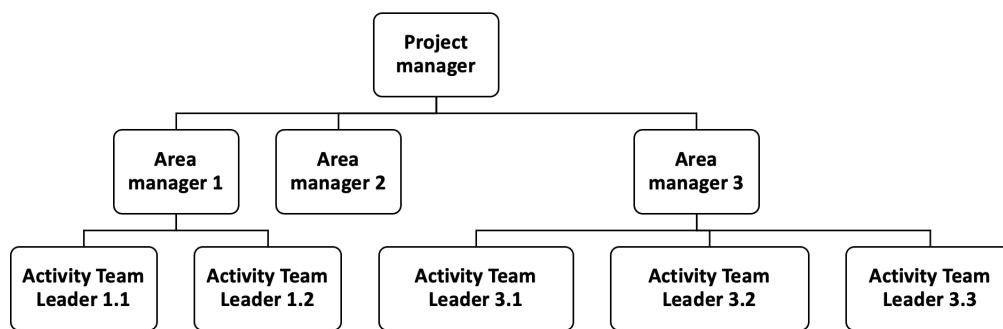 Project
manager
Area
manager 1
Area
manager 2
Area
manager 3
Activity Team
Leader 1.1
Activity Team
Leader 1.2
Activity Team
Leader 3.1
Activity Team
Leader 3.2
Activity Team
Leader 3.3